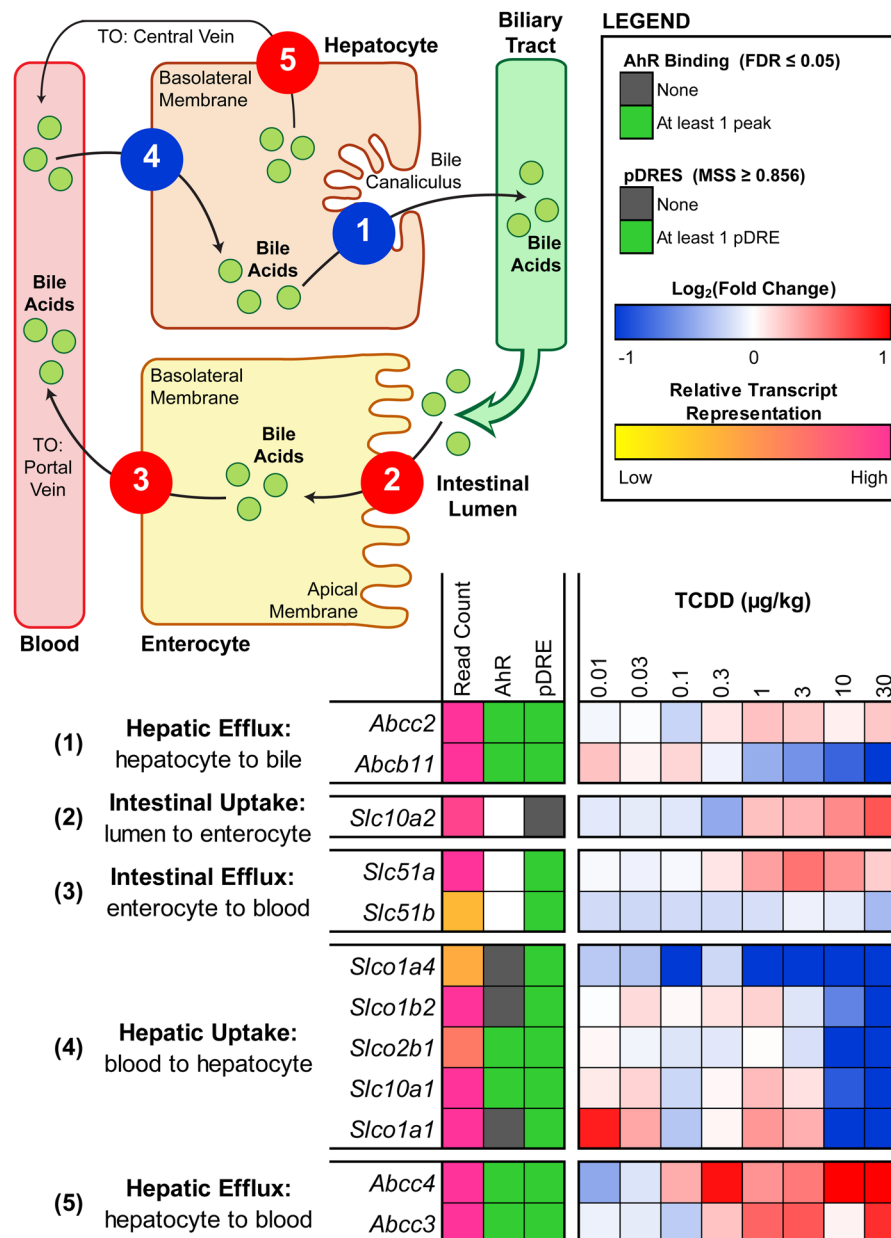 TO: Central Vein
Hepatocyte
Biliary
Tract
Basolateral
Membrane
5
4
Bile
Canaliculus
1
Bile
Acids
Bile
Acids
Bile
Acids
Basolateral
Membrane
Bile
Acids
TO:
Portal
Vein
3
2
Intestinal
Lumen
Apical
Membrane
Blood
Enterocyte
LEGEND
AhR Binding (FDR ≤ 0.05)
None
At least 1 peak
pDRES (MSS ≥ 0.856)
None
At least 1 pDRE
Log2(Fold Change)
-1 0 1
Relative Transcript
Representation
Low High
Read Count AhR pDRE
TCDD (µg/kg)
0.01 0.03 0.1 0.3 1 3 10 30
(1) Hepatic Efflux:
hepatocyte to bile
Abcc2
Abcb11
(2) Intestinal Uptake:
lumen to enterocyte
Slc10a2
(3) Intestinal Efflux:
enterocyte to blood
Slc51a
Slc51b
(4) Hepatic Uptake:
blood to hepatocyte
Slco1a4
Slco1b2
Slco2b1
Slc10a1
Slco1a1
(5) Hepatic Efflux:
hepatocyte to blood
Abcc4
Abcc3